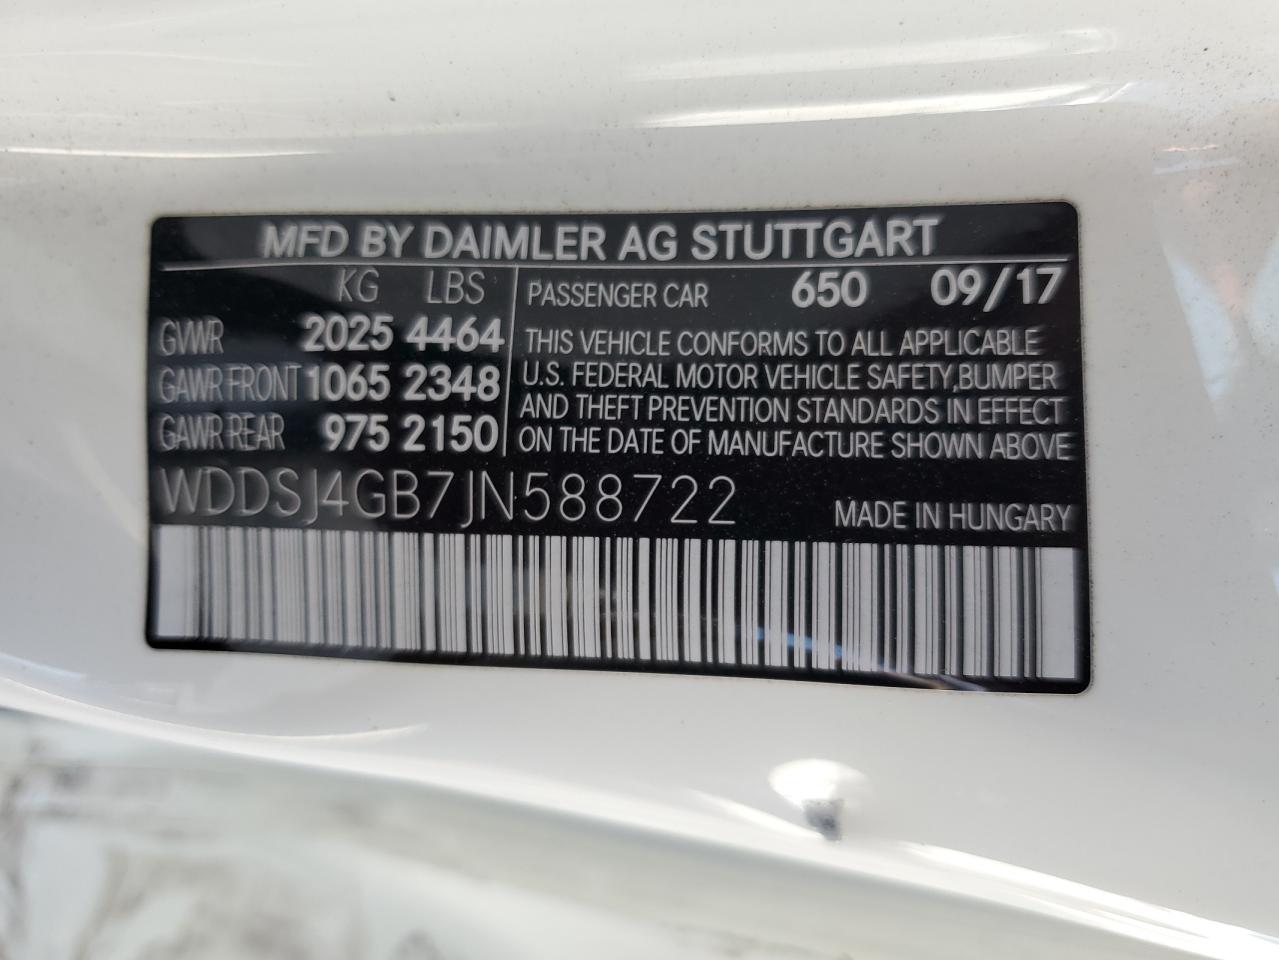 MFD BY DAIMLER AG STUTTGART
KG LBS
GVWR 2025 4464
GAWR FRONT 1065 2348
GAWR REAR 975 2150
PASSENGER CAR 650 09/17
THIS VEHICLE CONFORMS TO ALL APPLICABLE
U.S. FEDERAL MOTOR VEHICLE SAFETY,BUMPER
AND THEFT PREVENTION STANDARDS IN EFFECT
ON THE DATE OF MANUFACTURE SHOWN ABOVE
WDDSJ4GB7JN588722
MADE IN HUNGARY